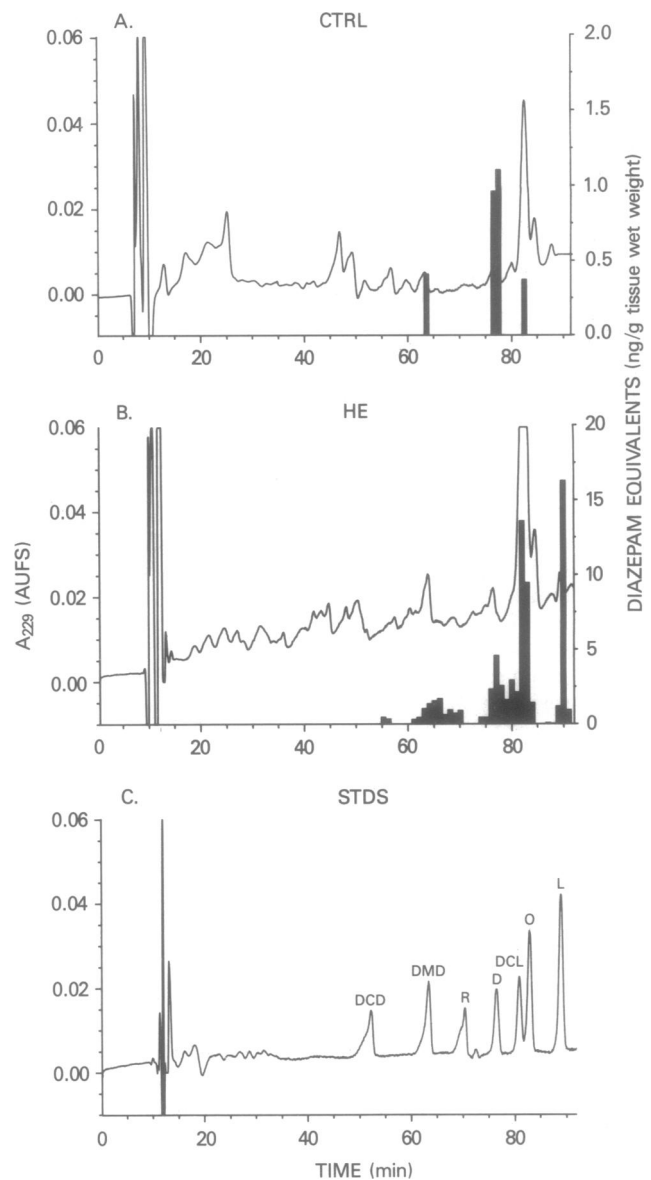 A. CTRL
0.06
0.04
0.02
0.00
2.0
1.5
1.0
0.5
0.0
0 20 40 60 80
B. HE
0.06
0.04
0.02
0.00
20
15
10
5
0
0 20 40 60 80
A229 (AUFS)
DIAZEPAM EQUIVALENTS (ng/g tissue wet weight)
C. STDS
0.06
0.04
0.02
0.00
DCD
DMD
R
D
DCL
O
L
0 20 40 60 80
TIME (min)